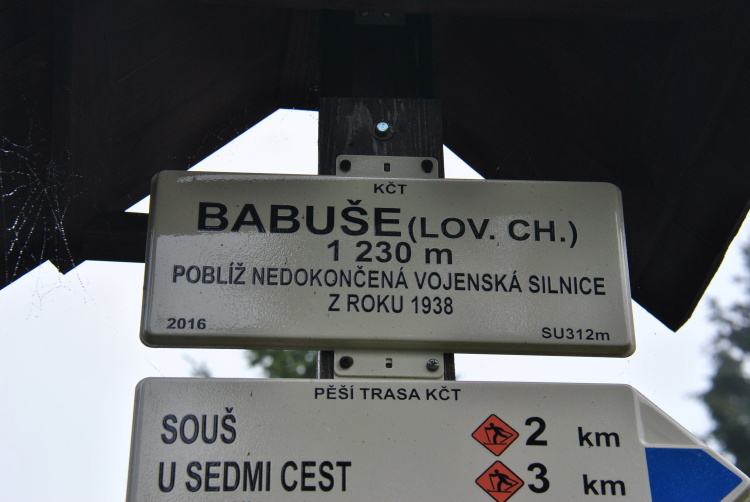 KČT
BABUŠE (LOV. CH.)
1 230 m
POBLÍŽ NEDOKONČENÁ VOJENSKÁ SILNICE
Z ROKU 1938
2016 SU312m
PĚŠÍ TRASA KČT
SOUŠ 2 km
U SEDMI CEST 3 km